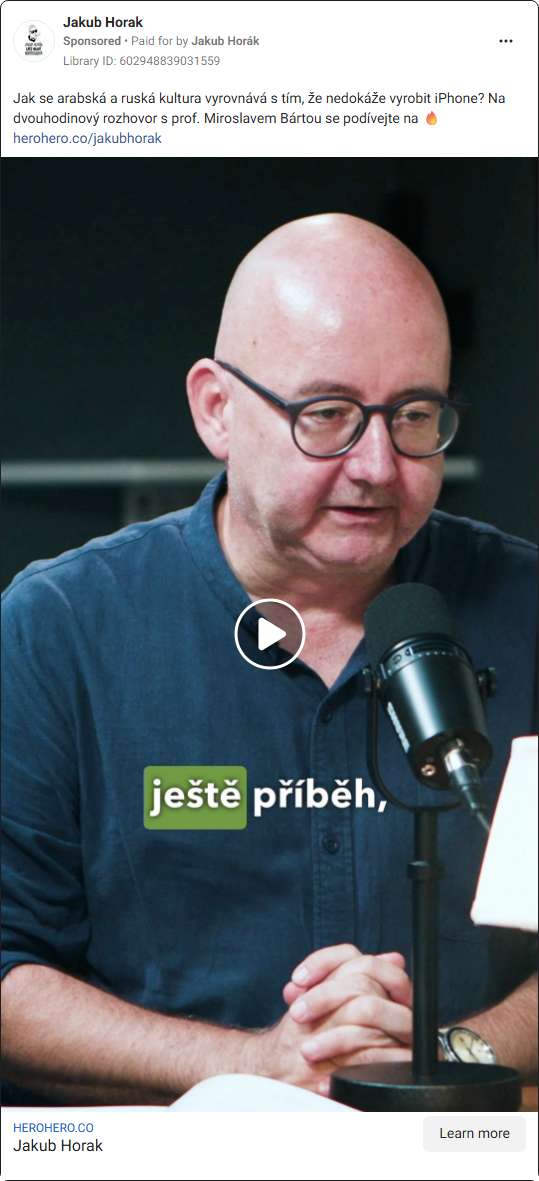 Jakub Horak
Sponsored • Paid for by Jakub Horák
Library ID: 602948839031559
Jak se arabská a ruská kultura vyrovnává s tím, že nedokáže vyrobit iPhone? Na
dvouhodinový rozhovor s prof. Miroslavem Bártou se podívejte na 🔥
herohero.co/jakubhorak
ještě příběh,
HEROHERO.CO
Jakub Horak
Learn more